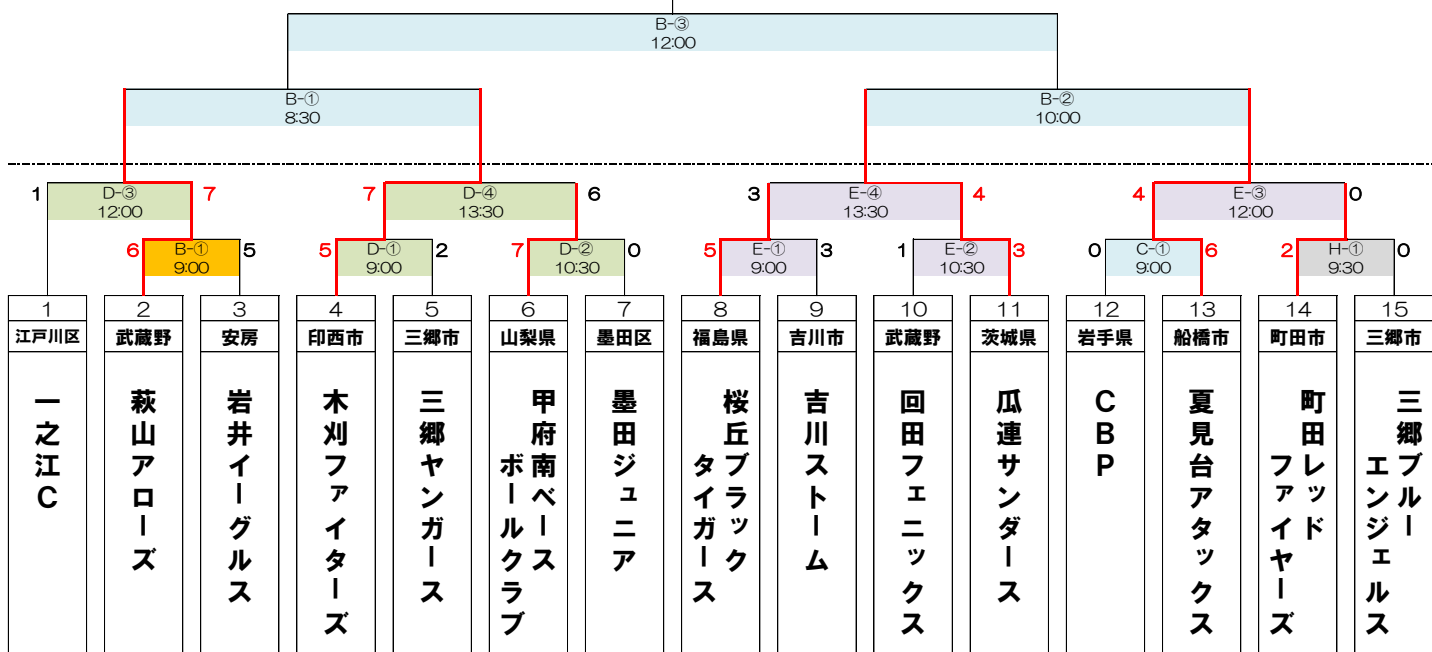 B-③
12:00
B-①
8:30
B-②
10:00
1 D-③ 7
12:00
7 D-④ 6
13:30
3 E-④ 4
13:30
4 E-③ 0
12:00
6 B-① 5
9:00
5 D-① 2
9:00
7 D-② 0
10:30
5 E-① 3
9:00
1 E-② 3
10:30
0 C-① 6
9:00
2 H-① 0
9:30
1
江戸川区
一之江C
2
武蔵野
萩山アローズ
3
安房
岩井イーグルス
4
印西市
木刈ファイターズ
5
三郷市
三郷ヤンガース
6
山梨県
甲府南ベース
ボールクラブ
7
墨田区
墨田ジュニア
8
福島県
桜丘ブラック
タイガース
9
吉川市
吉川ストーム
10
武蔵野
回田フェニックス
11
茨城県
瓜連サンダース
12
岩手県
CBP
13
船橋市
夏見台アタックス
14
町田市
町田レッド
ファイヤーズ
15
三郷市
三郷ブルー
エンジェルス